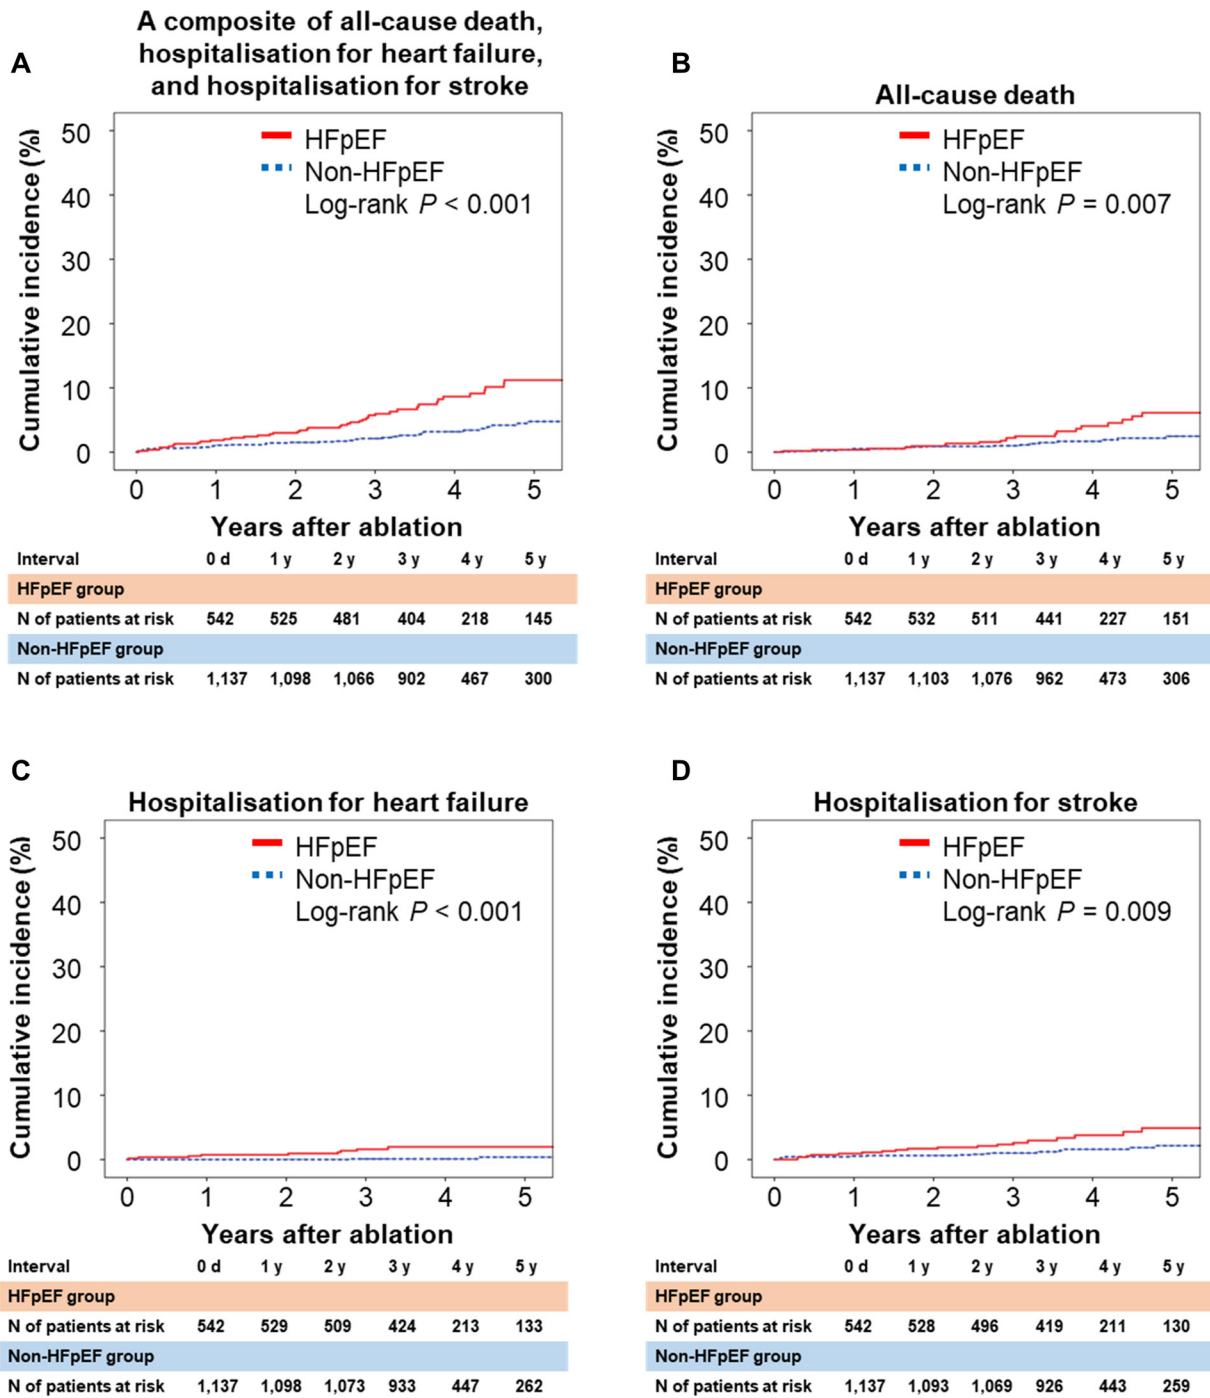 A
A composite of all-cause death,
hospitalisation for heart failure,
and hospitalisation for stroke
Cumulative incidence (%)
50
40
30
20
10
0
HFpEF
Non-HFpEF
Log-rank P < 0.001
0 1 2 3 4 5
Years after ablation
Interval 0 d 1 y 2 y 3 y 4 y 5 y
HFpEF group
N of patients at risk 542 525 481 404 218 145
Non-HFpEF group
N of patients at risk 1,137 1,098 1,066 902 467 300
B
All-cause death
Cumulative incidence (%)
50
40
30
20
10
0
HFpEF
Non-HFpEF
Log-rank P = 0.007
0 1 2 3 4 5
Years after ablation
Interval 0 d 1 y 2 y 3 y 4 y 5 y
HFpEF group
N of patients at risk 542 532 511 441 227 151
Non-HFpEF group
N of patients at risk 1,137 1,103 1,076 962 473 306
C
Hospitalisation for heart failure
Cumulative incidence (%)
50
40
30
20
10
0
HFpEF
Non-HFpEF
Log-rank P < 0.001
0 1 2 3 4 5
Years after ablation
Interval 0 d 1 y 2 y 3 y 4 y 5 y
HFpEF group
N of patients at risk 542 529 509 424 213 133
Non-HFpEF group
N of patients at risk 1,137 1,098 1,073 933 447 262
D
Hospitalisation for stroke
Cumulative incidence (%)
50
40
30
20
10
0
HFpEF
Non-HFpEF
Log-rank P = 0.009
0 1 2 3 4 5
Years after ablation
Interval 0 d 1 y 2 y 3 y 4 y 5 y
HFpEF group
N of patients at risk 542 528 496 419 211 130
Non-HFpEF group
N of patients at risk 1,137 1,093 1,069 926 443 259